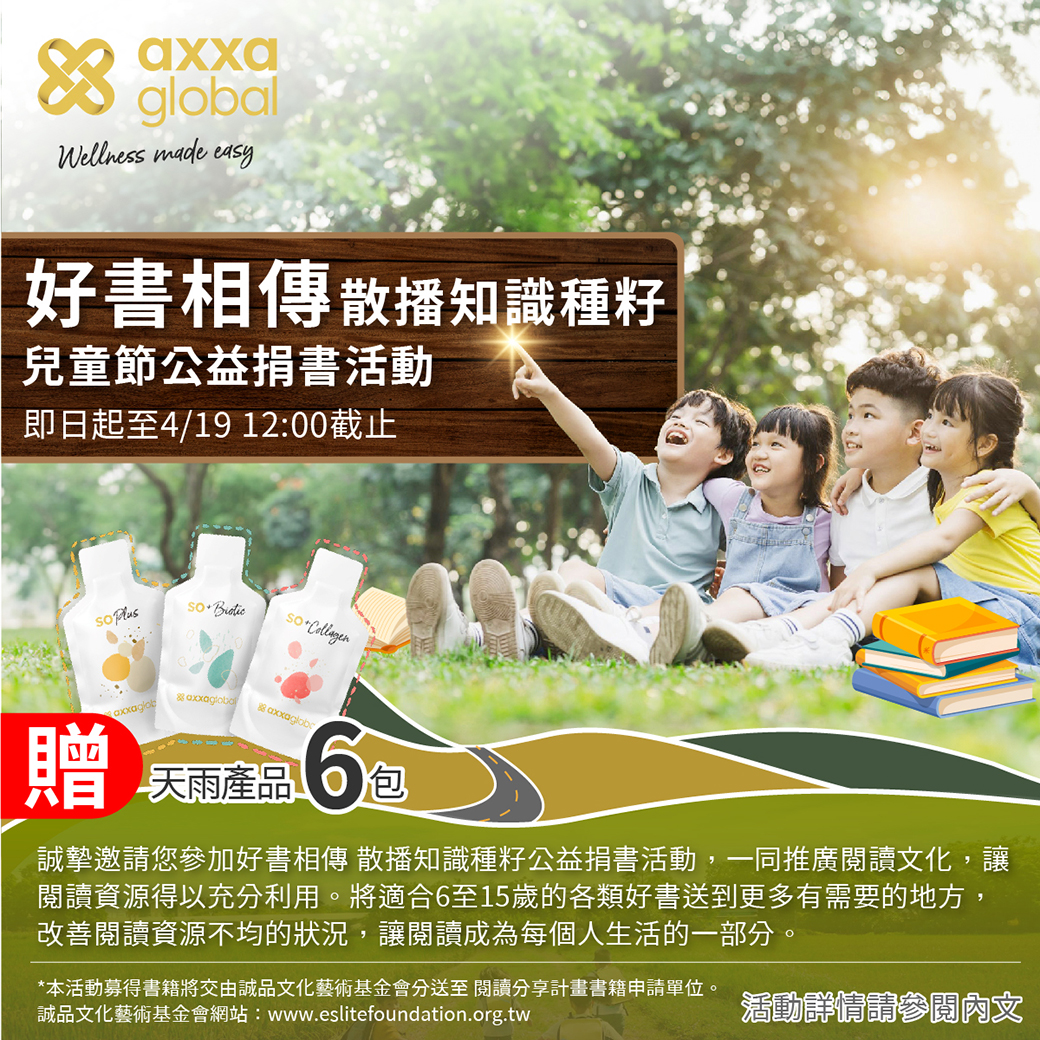 axxa
global
Wellness made easy
好書相傳 散播知識種籽
兒童節公益捐書活動
即日起至4/19 12:00截止
SO Plus
SO+Biotic
SO+Collagen
axxaglobal
axxaglobal
axxaglobal
贈 天雨產品 6 包
誠摯邀請您參加好書相傳 散播知識種籽公益捐書活動，一同推廣閱讀文化，讓
閱讀資源得以充分利用。將適合6至15歲的各類好書送到更多有需要的地方，
改善閱讀資源不均的狀況，讓閱讀成為每個人生活的一部分。
*本活動募得書籍將交由誠品文化藝術基金會分送至 閱讀分享計畫書籍申請單位。
誠品文化藝術基金會網站：www.eslitefoundation.org.tw
活動詳情請參閱內文